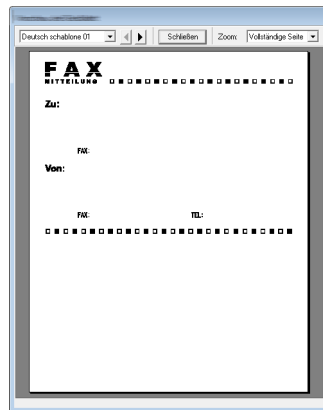 Deutsch schablone 01 Schließen Zoom: Vollständige Seite
FAX
MITTEILUNG
Zu:
FAX:
Von:
FAX: TEL: